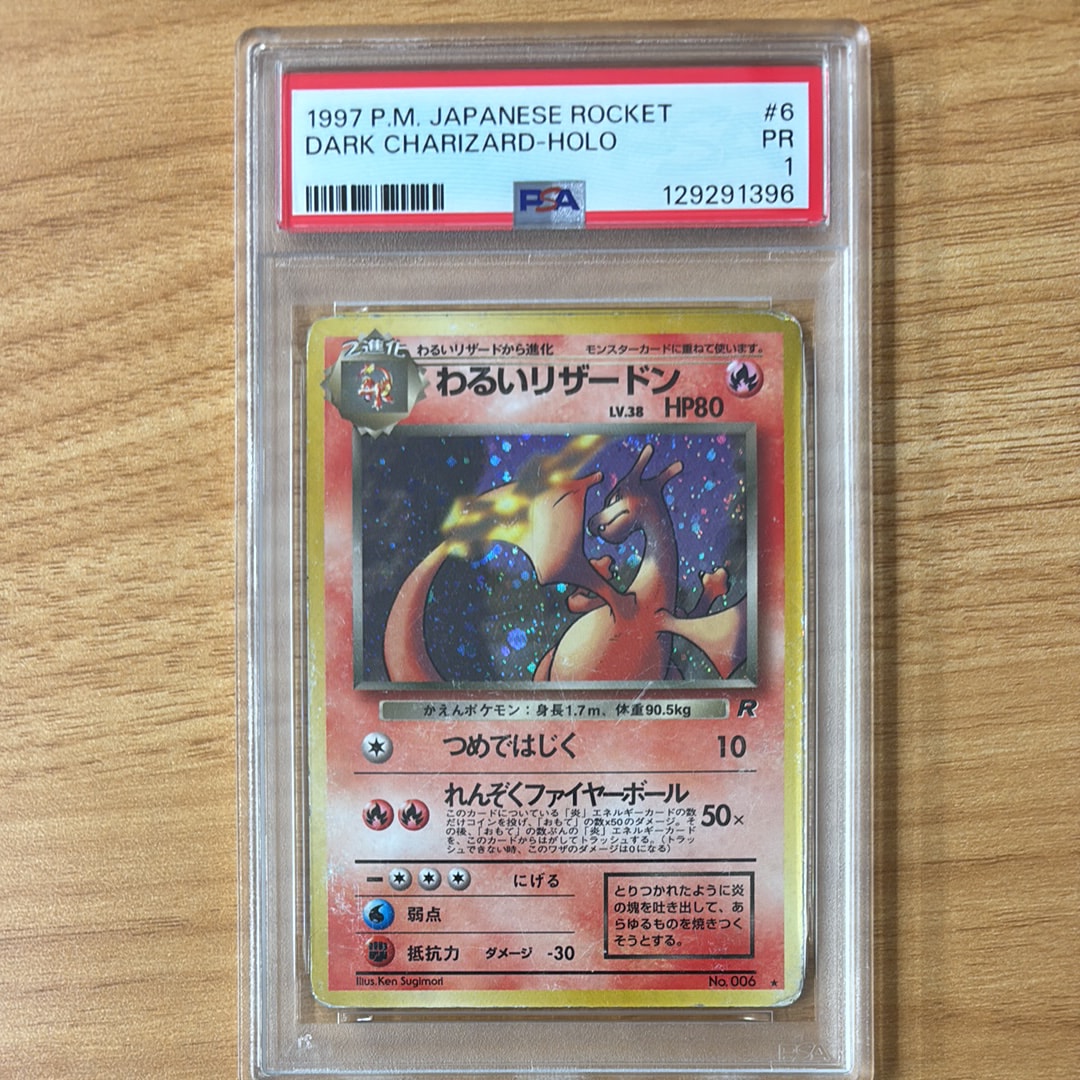 1997 P.M. JAPANESE ROCKET #6
DARK CHARIZARD-HOLO PR
1
PSA 129291396
2進化 わるいリザードから進化 モンスターカードに重ねて使います。
わるいリザードン
LV.38 HP80
かえんポケモン：身長1.7m、体重90.5kg R
つめではじく 10
れんぞくファイヤーボール
このカードについている「炎」エネルギーカードの数
だけコインを投げ、「おもて」の数×50のダメージ。そ
の後、「おもて」の数ぶんの「炎」エネルギーカード
を、このカードからはがしてトラッシュする。（トラッ
シュできない時、このワザのダメージは0になる）
50×
にげる
弱点
抵抗力 ダメージ -30
とりつかれたように炎
の塊を吐き出して、あ
らゆるものを焼きつく
そうとする。
Illus. Ken Sugimori No. 006 ★
PSA